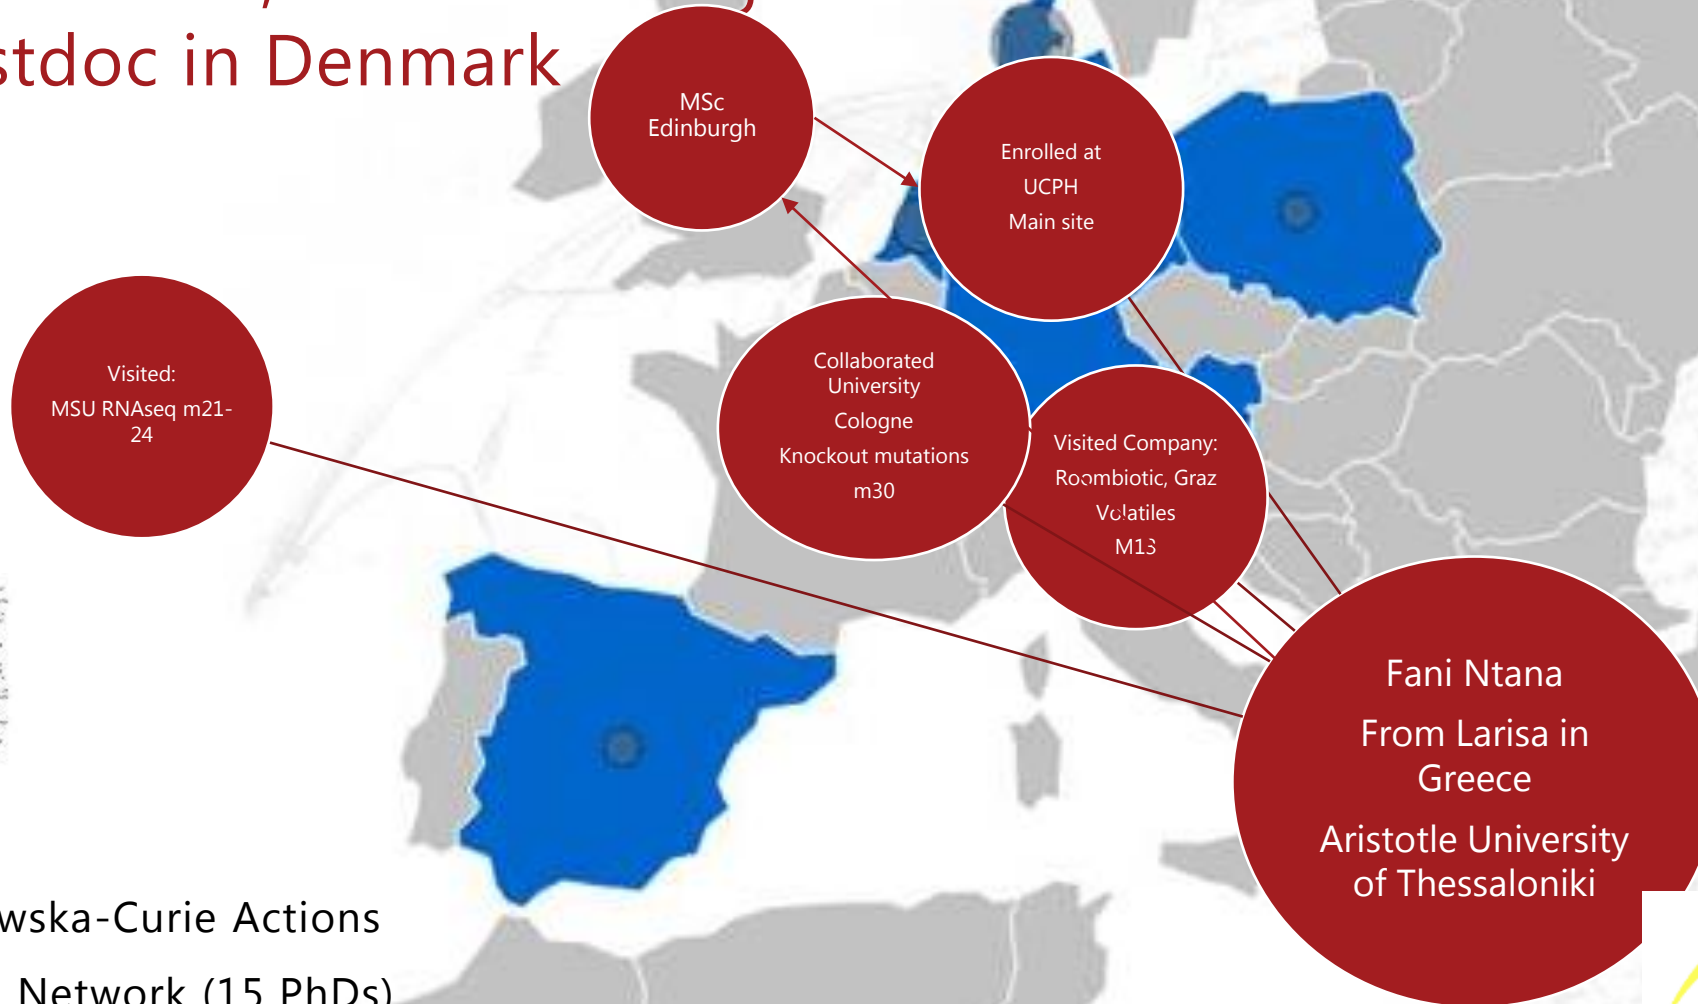 stdoc in Denmark
MSc
Edinburgh
Enrolled at
UCPH
Main site
Visited:
MSU RNAseq m21-
24
Collaborated
University
Cologne
Knockout mutations
m30
Visited Company:
Roombiotic, Graz
Volatiles
M13
Fani Ntana
From Larisa in
Greece
Aristotle University
of Thessaloniki
wska-Curie Actions
Network (15 PhDs)